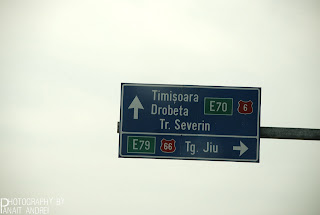 Timișoara
Drobeta E70 6
Tr. Severin
E79 66 Tg. Jiu
PHOTOGRAPHY BY
PANAIT ANDREI